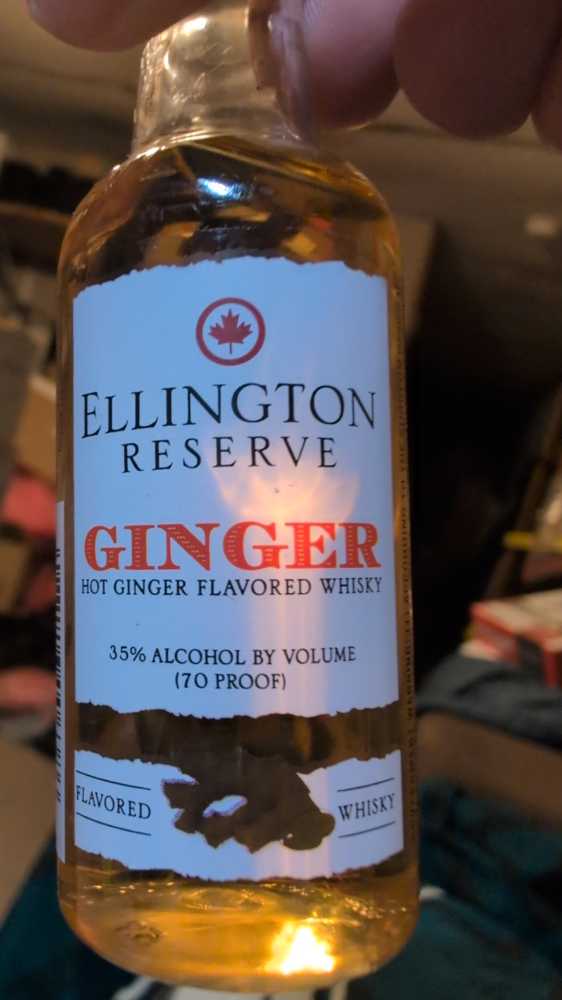 ELLINGTON
RESERVE
GINGER
HOT GINGER FLAVORED WHISKY
35% ALCOHOL BY VOLUME
(70 PROOF)
FLAVORED
WHISKY